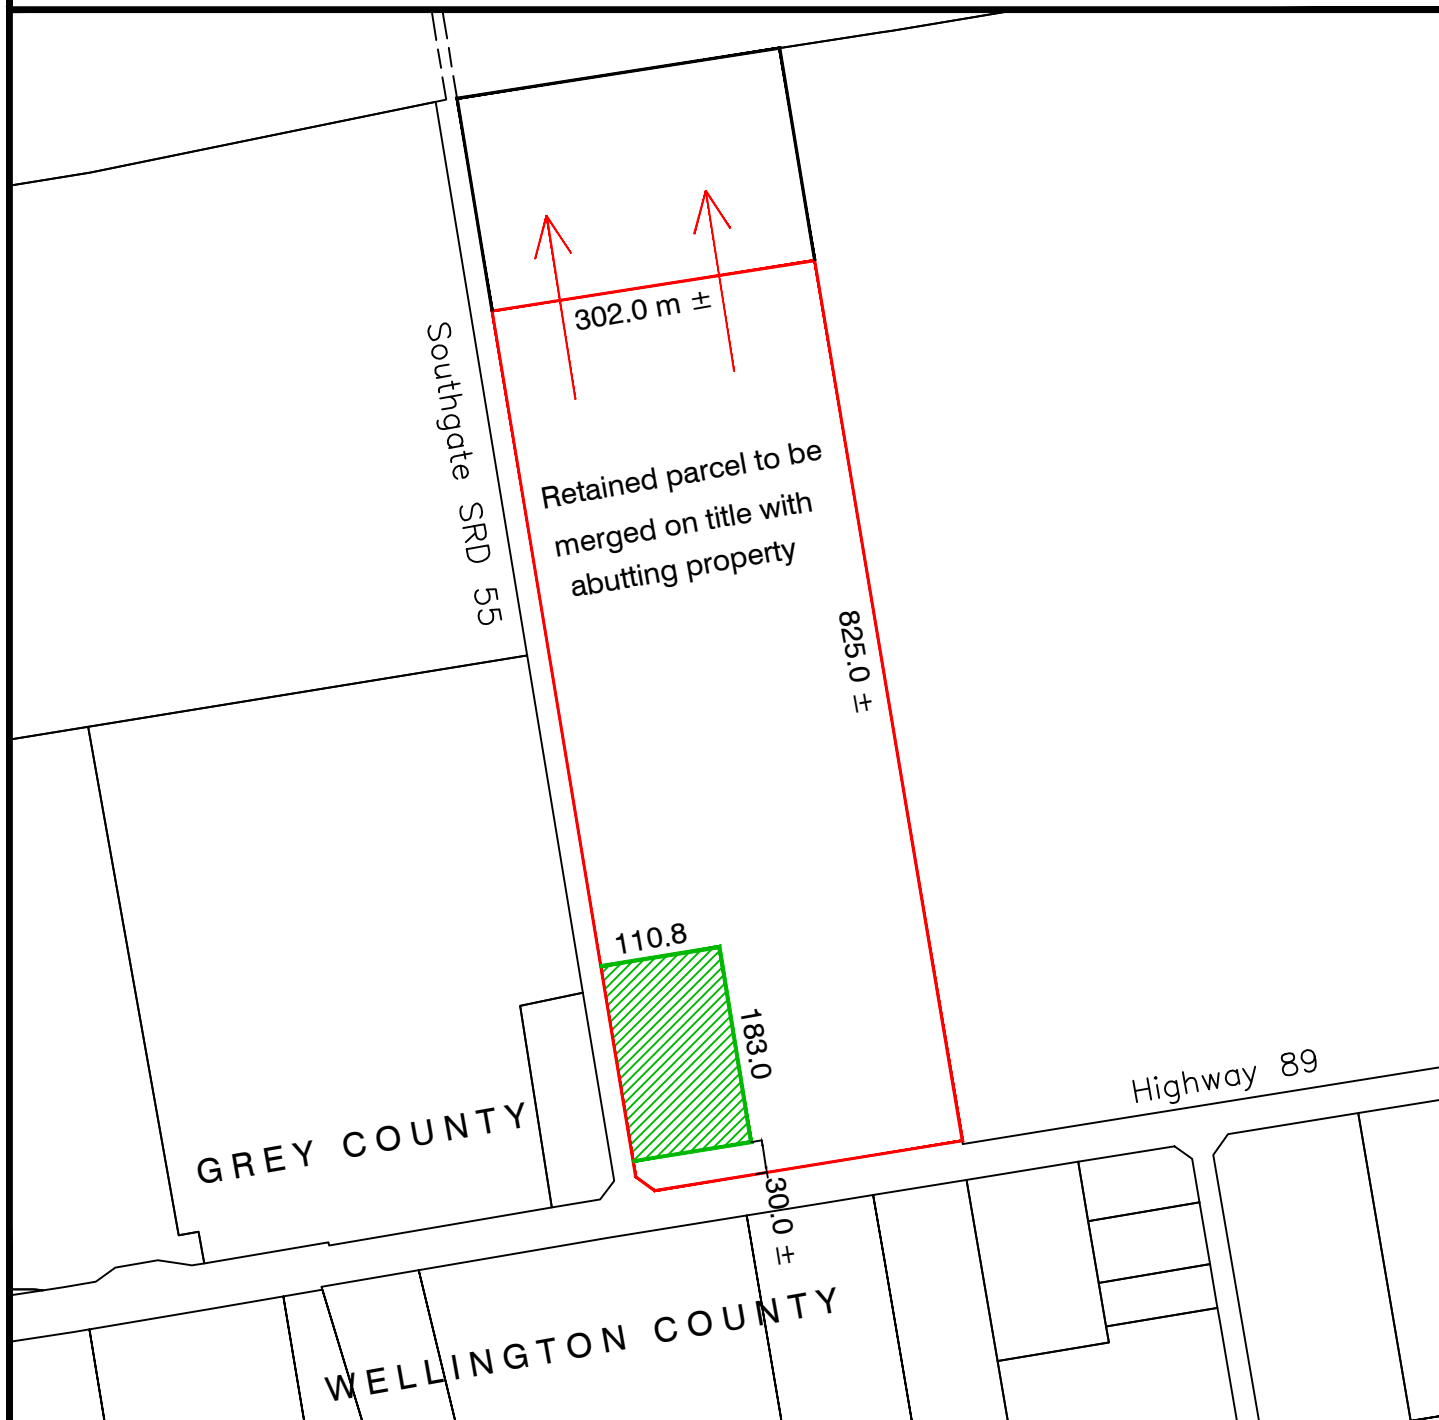 302.0 m ±
Southgate SRD 55
Retained parcel to be
merged on title with
abutting property
825.0 ±
110.8
183.0
Highway 89
GREY COUNTY
30.0 ±
WELLINGTON COUNTY